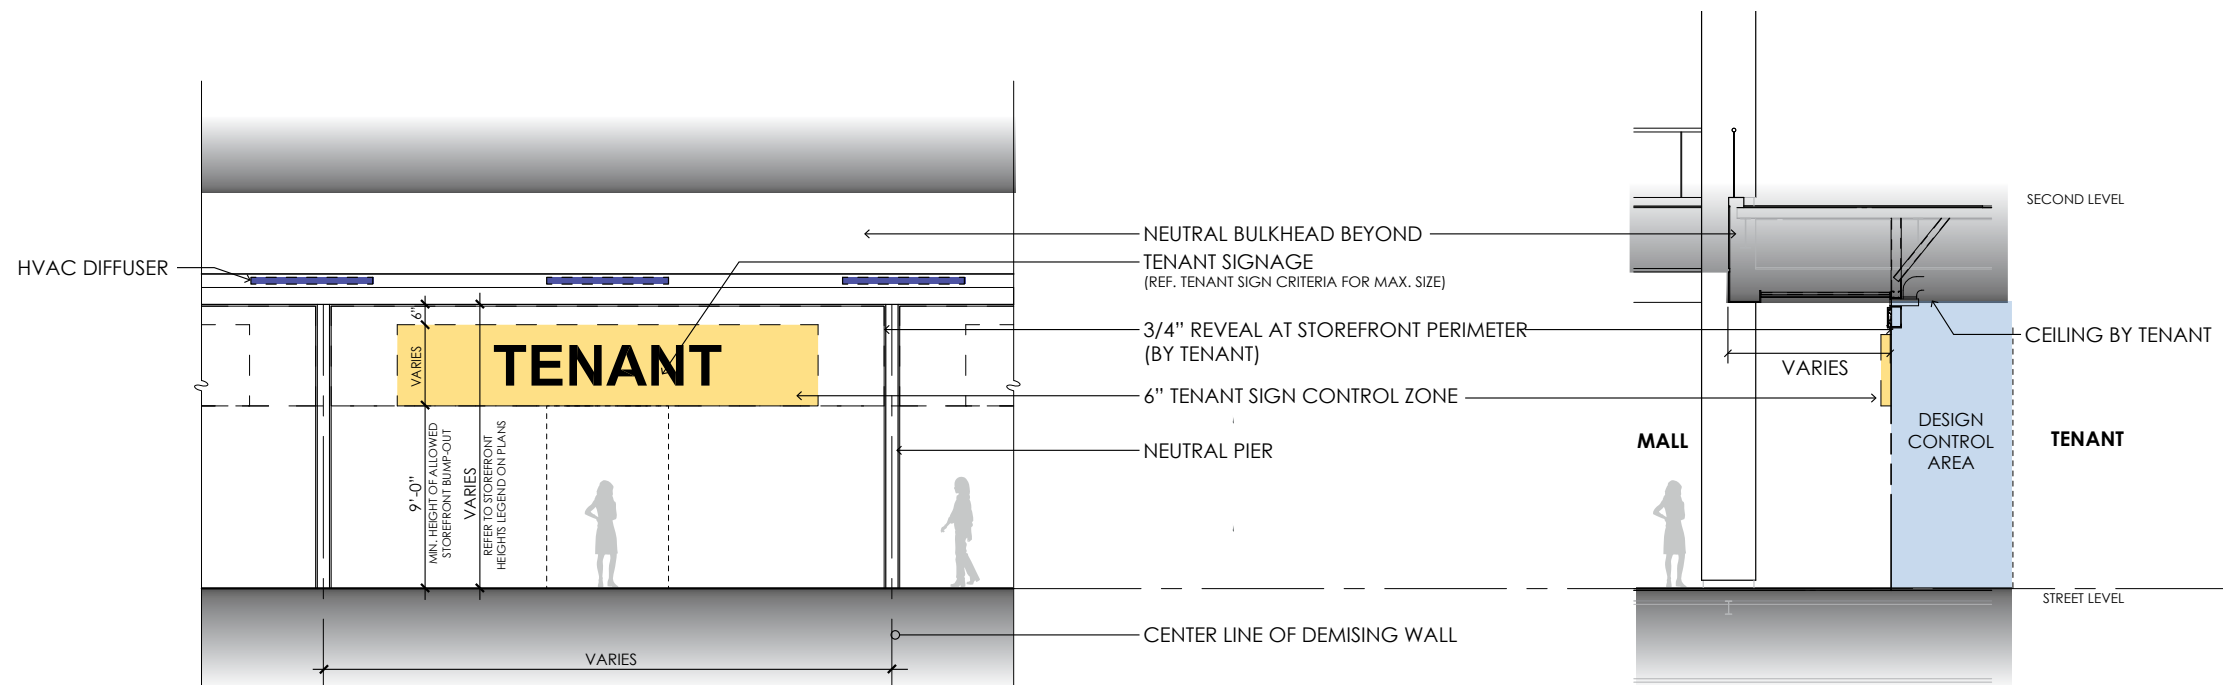 SECOND LEVEL
NEUTRAL BULKHEAD BEYOND
TENANT SIGNAGE
(REF. TENANT SIGN CRITERIA FOR MAX. SIZE)
HVAC DIFFUSER
6”
3/4” REVEAL AT STOREFRONT PERIMETER
(BY TENANT)
CEILING BY TENANT
VARIES
TENANT
VARIES
6” TENANT SIGN CONTROL ZONE
DESIGN
CONTROL
AREA
MALL
TENANT
NEUTRAL PIER
9’-0”
MIN. HEIGHT OF ALLOWED
STOREFRONT BUMP-OUT
VARIES
REFER TO STOREFRONT
HEIGHTS LEGEND ON PLANS
STREET LEVEL
CENTER LINE OF DEMISING WALL
VARIES